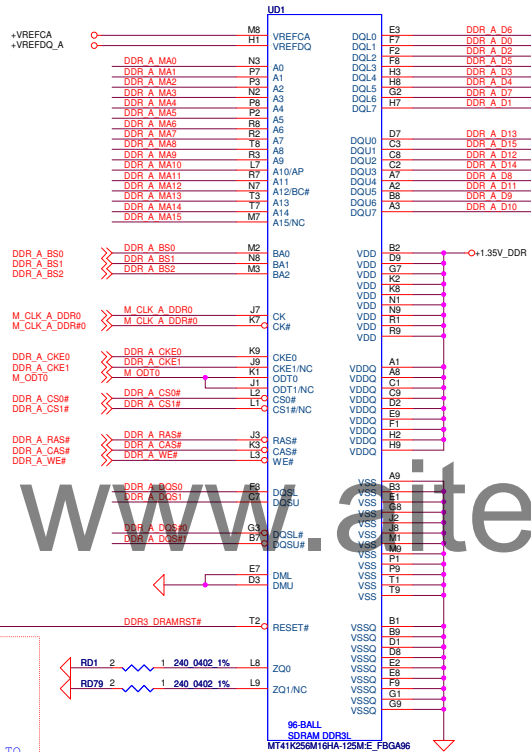 UD1
+VREFCA M8 VREFCA DQL0 E3 DDR_A_D6
+VREFDQ_A H1 VREFDQ DQL1 F7 DDR_A_D0
DQL2 F2 DDR_A_D2
DDR_A_MA0 N3 A0 DQL3 F8 DDR_A_D5
DDR_A_MA1 P7 A1 DQL4 H3 DDR_A_D3
DDR_A_MA2 P3 A2 DQL5 H8 DDR_A_D4
DDR_A_MA3 N2 A3 DQL6 G2 DDR_A_D7
DDR_A_MA4 P8 A4 DQL7 H7 DDR_A_D1
DDR_A_MA5 P2 A5
DDR_A_MA6 R8 A6
DDR_A_MA7 R2 A7 DQU0 D7 DDR_A_D13
DDR_A_MA8 T8 A8 DQU1 C3 DDR_A_D15
DDR_A_MA9 R3 A9 DQU2 C8 DDR_A_D12
DDR_A_MA10 L7 A10/AP DQU3 C2 DDR_A_D14
DDR_A_MA11 R7 A11 DQU4 A7 DDR_A_D8
DDR_A_MA12 N7 A12/BC# DQU5 A2 DDR_A_D11
DDR_A_MA13 T3 A13 DQU6 B8 DDR_A_D9
DDR_A_MA14 T7 A14 DQU7 A3 DDR_A_D10
DDR_A_MA15 M7 A15/NC
DDR_A_BS0 DDR_A_BS0 M2 BA0 VDD B2 +1.35V_DDR
DDR_A_BS1 DDR_A_BS1 N8 BA1 VDD D9
DDR_A_BS2 DDR_A_BS2 M3 BA2 VDD G7
VDD K2
VDD K8
VDD N1
M_CLK_A_DDR0 M_CLK_A_DDR0 J7 CK VDD N9
M_CLK_A_DDR#0 M_CLK_A_DDR#0 K7 CK# VDD R1
VDD R9
DDR_A_CKE0 DDR_A_CKE0 K9 CKE0 VDDQ A1
DDR_A_CKE1 DDR_A_CKE1 J9 CKE1/NC VDDQ A8
M_ODT0 M_ODT0 K1 ODT0 VDDQ C1
J1 ODT1/NC VDDQ C9
DDR_A_CS0# DDR_A_CS0# L2 CS0# VDDQ D2
DDR_A_CS1# DDR_A_CS1# L1 CS1#/NC VDDQ E9
VDDQ F1
DDR_A_RAS# DDR_A_RAS# J3 RAS# VDDQ H2
DDR_A_CAS# DDR_A_CAS# K3 CAS# VDDQ H9
DDR_A_WE# DDR_A_WE# L3 WE#
VSS A9
DDR_A_DQS0 F3 DQSL VSS B3
DDR_A_DQS1 C7 DQSU VSS E1
VSS G8
VSS J2
DDR_A_DQS#0 G3 DQSL# VSS J8
DDR_A_DQS#1 B7 DQSU# VSS M1
VSS M9
VSS P1
E7 DML VSS P9
D3 DMU VSS T1
VSS T9
DDR3_DRAMRST# T2 RESET# VSSQ B1
VSSQ B9
VSSQ D1
VSSQ D8
RD1 2 1 240_0402_1% L8 ZQ0 VSSQ E2
VSSQ E8
RD79 2 1 240_0402_1% L9 ZQ1/NC VSSQ F9
VSSQ G1
VSSQ G9
96-BALL
SDRAM DDR3L
MT41K256M16HA-125M:E_FBGA96
TO
www.aite